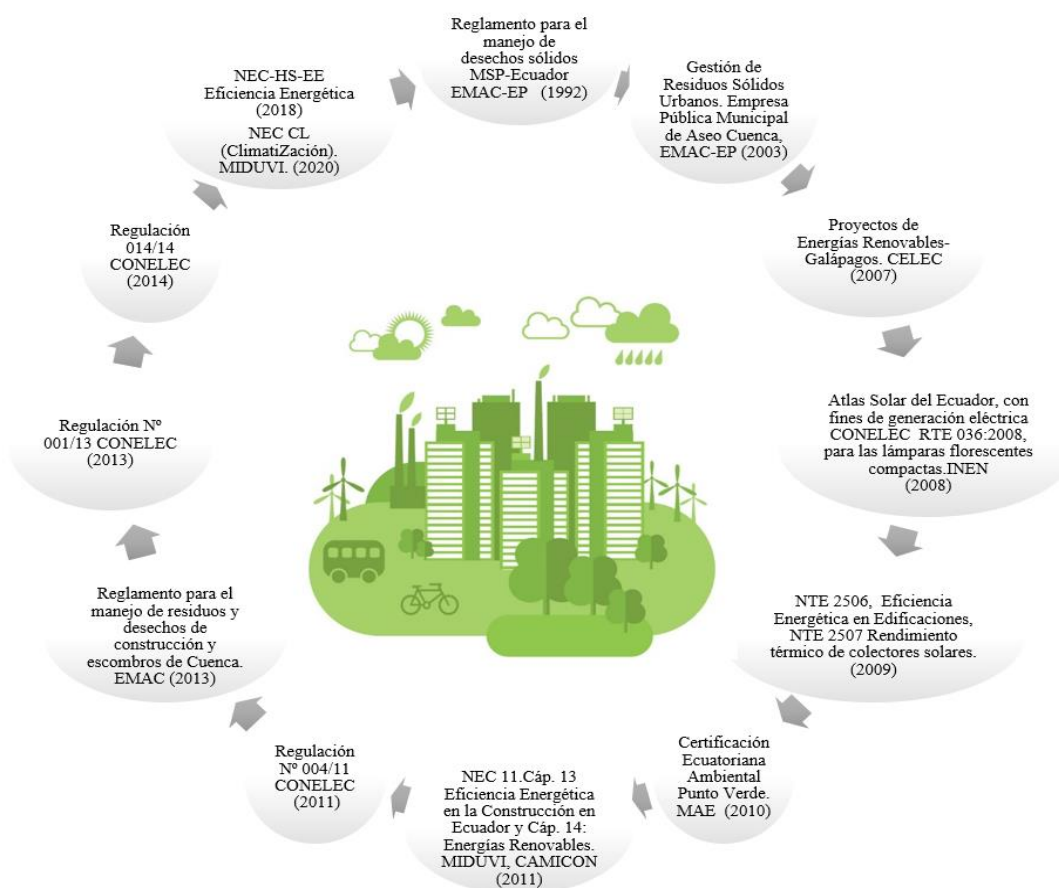 Reglamento para el
manejo de
desechos sólidos
MSP-Ecuador
EMAC-EP (1992)
Gestión de
Residuos Sólidos
Urbanos. Empresa
Pública Municipal
de Aseo Cuenca,
EMAC-EP (2003)
Proyectos de
Energías Renovables-
Galápagos. CELEC
(2007)
Atlas Solar del Ecuador, con
fines de generación eléctrica
CONELEC RTE 036:2008,
para las lámparas florescentes
compactas.INEN
(2008)
NTE 2506, Eficiencia
Energética en Edificaciones,
NTE 2507 Rendimiento
térmico de colectores solares.
(2009)
Certificación
Ecuatoriana
Ambiental
Punto Verde.
MAE (2010)
NEC 11.Cáp. 13
Eficiencia Energética
en la Construcción en
Ecuador y Cáp. 14:
Energías Renovables.
MIDUVI, CAMICON
(2011)
Regulación
Nº 004/11
CONELEC
(2011)
Reglamento para el
manejo de residuos y
desechos de
construcción y
escombros de Cuenca.
EMAC (2013)
Regulación Nº
001/13 CONELEC
(2013)
Regulación
014/14
CONELEC
(2014)
NEC-HS-EE
Eficiencia Energética
(2018)
NEC CL
(ClimatiZación).
MIDUVI. (2020)